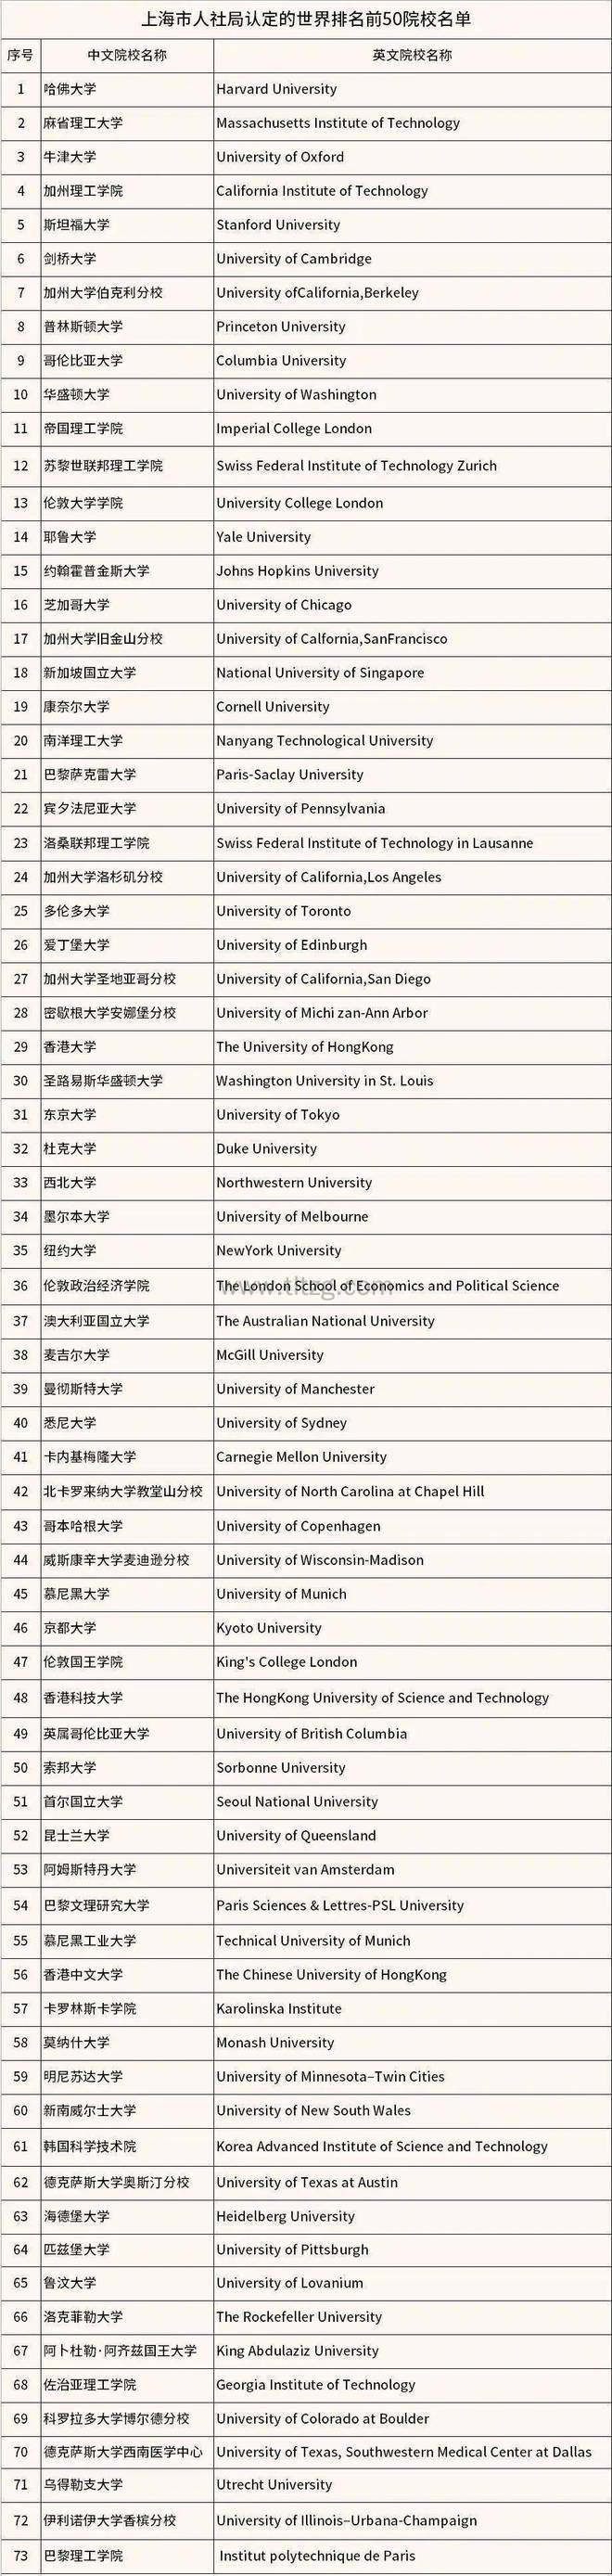 上海市人社局认定的世界排名前50院校名单
序号 中文院校名称 英文院校名称
1 哈佛大学 Harvard University
2 麻省理工大学 Massachusetts Institute of Technology
3 牛津大学 University of Oxford
4 加州理工学院 California Institute of Technology
5 斯坦福大学 Stanford University
6 剑桥大学 University of Cambridge
7 加州大学伯克利分校 University ofCalifornia,Berkeley
8 普林斯顿大学 Princeton University
9 哥伦比亚大学 Columbia University
10 华盛顿大学 University of Washington
11 帝国理工学院 Imperial College London
12 苏黎世联邦理工学院 Swiss Federal Institute of Technology Zurich
13 伦敦大学学院 University College London
14 耶鲁大学 Yale University
15 约翰霍普金斯大学 Johns Hopkins University
16 芝加哥大学 University of Chicago
17 加州大学旧金山分校 University of Calfornia,SanFrancisco
18 新加坡国立大学 National University of Singapore
19 康奈尔大学 Cornell University
20 南洋理工大学 Nanyang Technological University
21 巴黎萨克雷大学 Paris-Saclay University
22 宾夕法尼亚大学 University of Pennsylvania
23 洛桑联邦理工学院 Swiss Federal Institute of Technology in Lausanne
24 加州大学洛杉矶分校 University of California,Los Angeles
25 多伦多大学 University of Toronto
26 爱丁堡大学 University of Edinburgh
27 加州大学圣地亚哥分校 University of California,San Diego
28 密歇根大学安娜堡分校 University of Michi zan-Ann Arbor
29 香港大学 The University of HongKong
30 圣路易斯华盛顿大学 Washington University in St. Louis
31 东京大学 University of Tokyo
32 杜克大学 Duke University
33 西北大学 Northwestern University
34 墨尔本大学 University of Melbourne
35 纽约大学 NewYork University
36 伦敦政治经济学院 The London School of Economics and Political Science
www.tltzg.com
37 澳大利亚国立大学 The Australian National University
38 麦吉尔大学 McGill University
39 曼彻斯特大学 University of Manchester
40 悉尼大学 University of Sydney
41 卡内基梅隆大学 Carnegie Mellon University
42 北卡罗来纳大学教堂山分校 University of North Carolina at Chapel Hill
43 哥本哈根大学 University of Copenhagen
44 威斯康辛大学麦迪逊分校 University of Wisconsin-Madison
45 慕尼黑大学 University of Munich
46 京都大学 Kyoto University
47 伦敦国王学院 King's College London
48 香港科技大学 The HongKong University of Science and Technology
49 英属哥伦比亚大学 University of British Columbia
50 索邦大学 Sorbonne University
51 首尔国立大学 Seoul National University
52 昆士兰大学 University of Queensland
53 阿姆斯特丹大学 Universiteit van Amsterdam
54 巴黎文理研究大学 Paris Sciences & Lettres-PSL University
55 慕尼黑工业大学 Technical University of Munich
56 香港中文大学 The Chinese University of HongKong
57 卡罗林斯卡学院 Karolinska Institute
58 莫纳什大学 Monash University
59 明尼苏达大学 University of Minnesota–Twin Cities
60 新南威尔士大学 University of New South Wales
61 韩国科学技术院 Korea Advanced Institute of Science and Technology
62 德克萨斯大学奥斯汀分校 University of Texas at Austin
63 海德堡大学 Heidelberg University
64 匹兹堡大学 University of Pittsburgh
65 鲁汶大学 University of Lovanium
66 洛克菲勒大学 The Rockefeller University
67 阿卜杜勒·阿齐兹国王大学 King Abdulaziz University
68 佐治亚理工学院 Georgia Institute of Technology
69 科罗拉多大学博尔德分校 University of Colorado at Boulder
70 德克萨斯大学西南医学中心 University of Texas, Southwestern Medical Center at Dallas
71 乌得勒支大学 Utrecht University
72 伊利诺伊大学香槟分校 University of Illinois–Urbana-Champaign
73 巴黎理工学院 Institut polytechnique de Paris